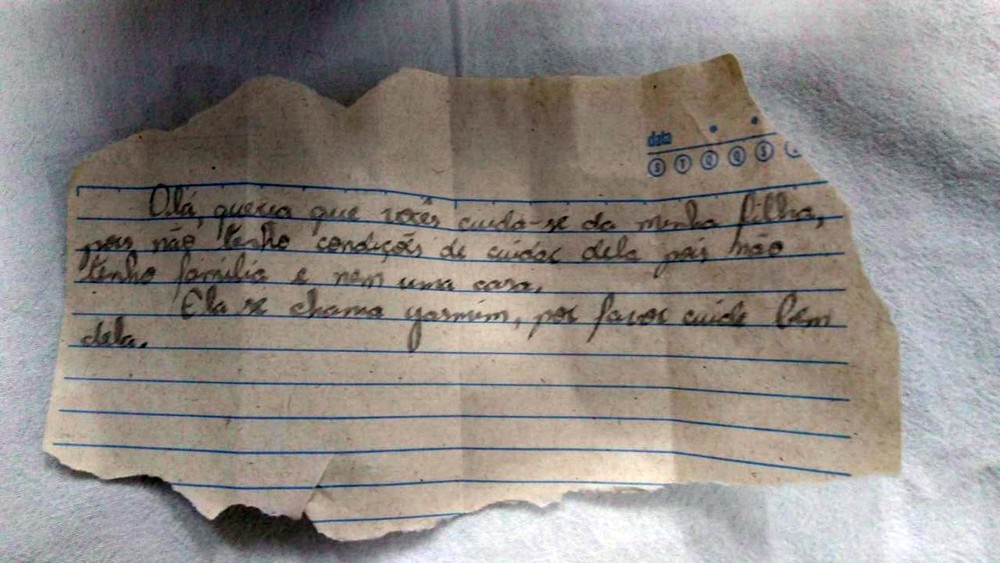 data
S T Q Q S
Olá, queria que vocês cuida-se da minha filha,
pois não tenho condições de cuidar dela pois não
tenho família e nem uma casa.
Ela se chama yasmim, por favor cuide bem
dela.